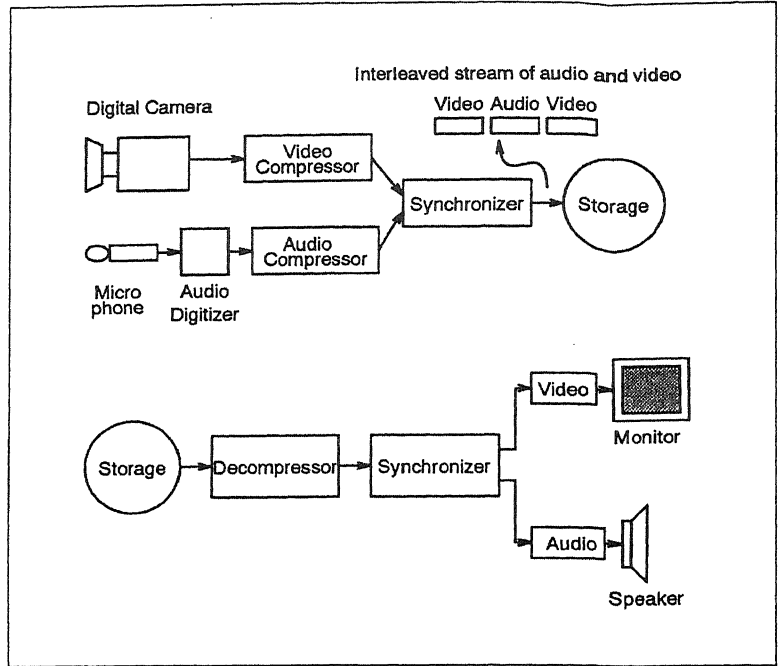 Interleaved stream of audio and video
Video Audio Video
Digital Camera
Video
Compressor
Synchronizer
Storage
Audio
Compressor
Micro
phone
Audio
Digitizer
Video
Monitor
Storage
Decompressor
Synchronizer
Audio
Speaker